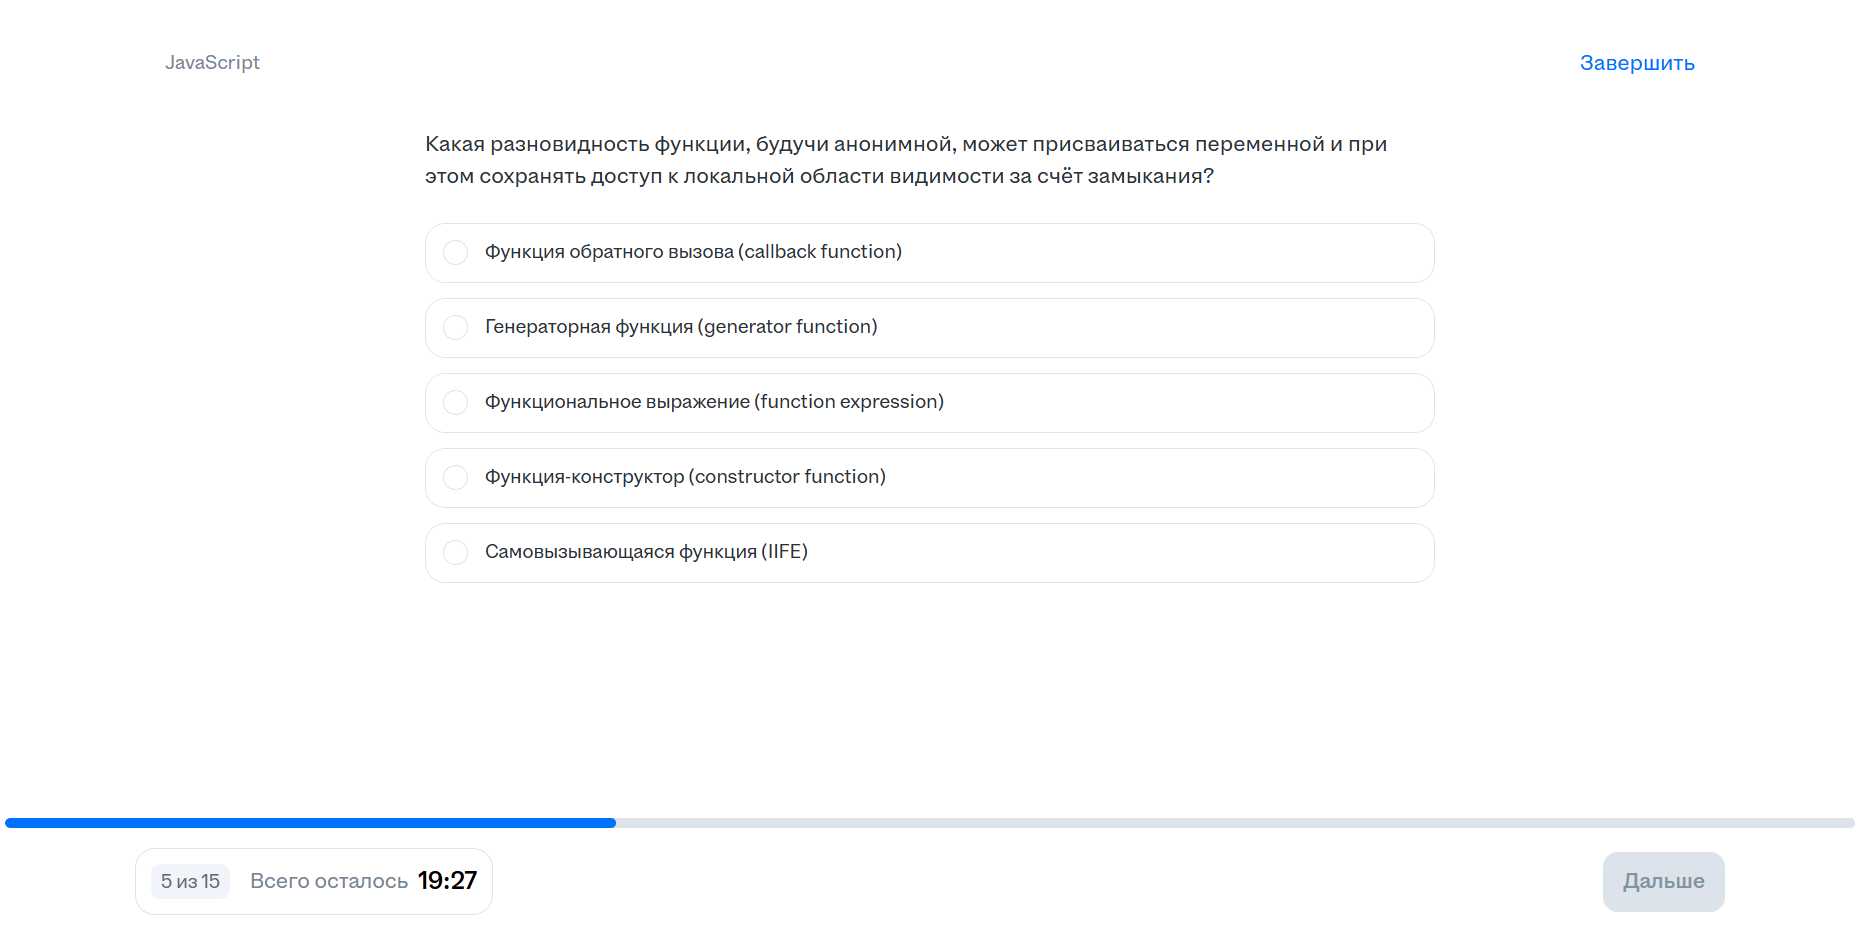 JavaScript
Завершить
Какая разновидность функции, будучи анонимной, может присваиваться переменной и при
этом сохранять доступ к локальной области видимости за счёт замыкания?
Функция обратного вызова (callback function)
Генераторная функция (generator function)
Функциональное выражение (function expression)
Функция-конструктор (constructor function)
Самовызывающаяся функция (IIFE)
5 из 15 Всего осталось 19:27
Дальше